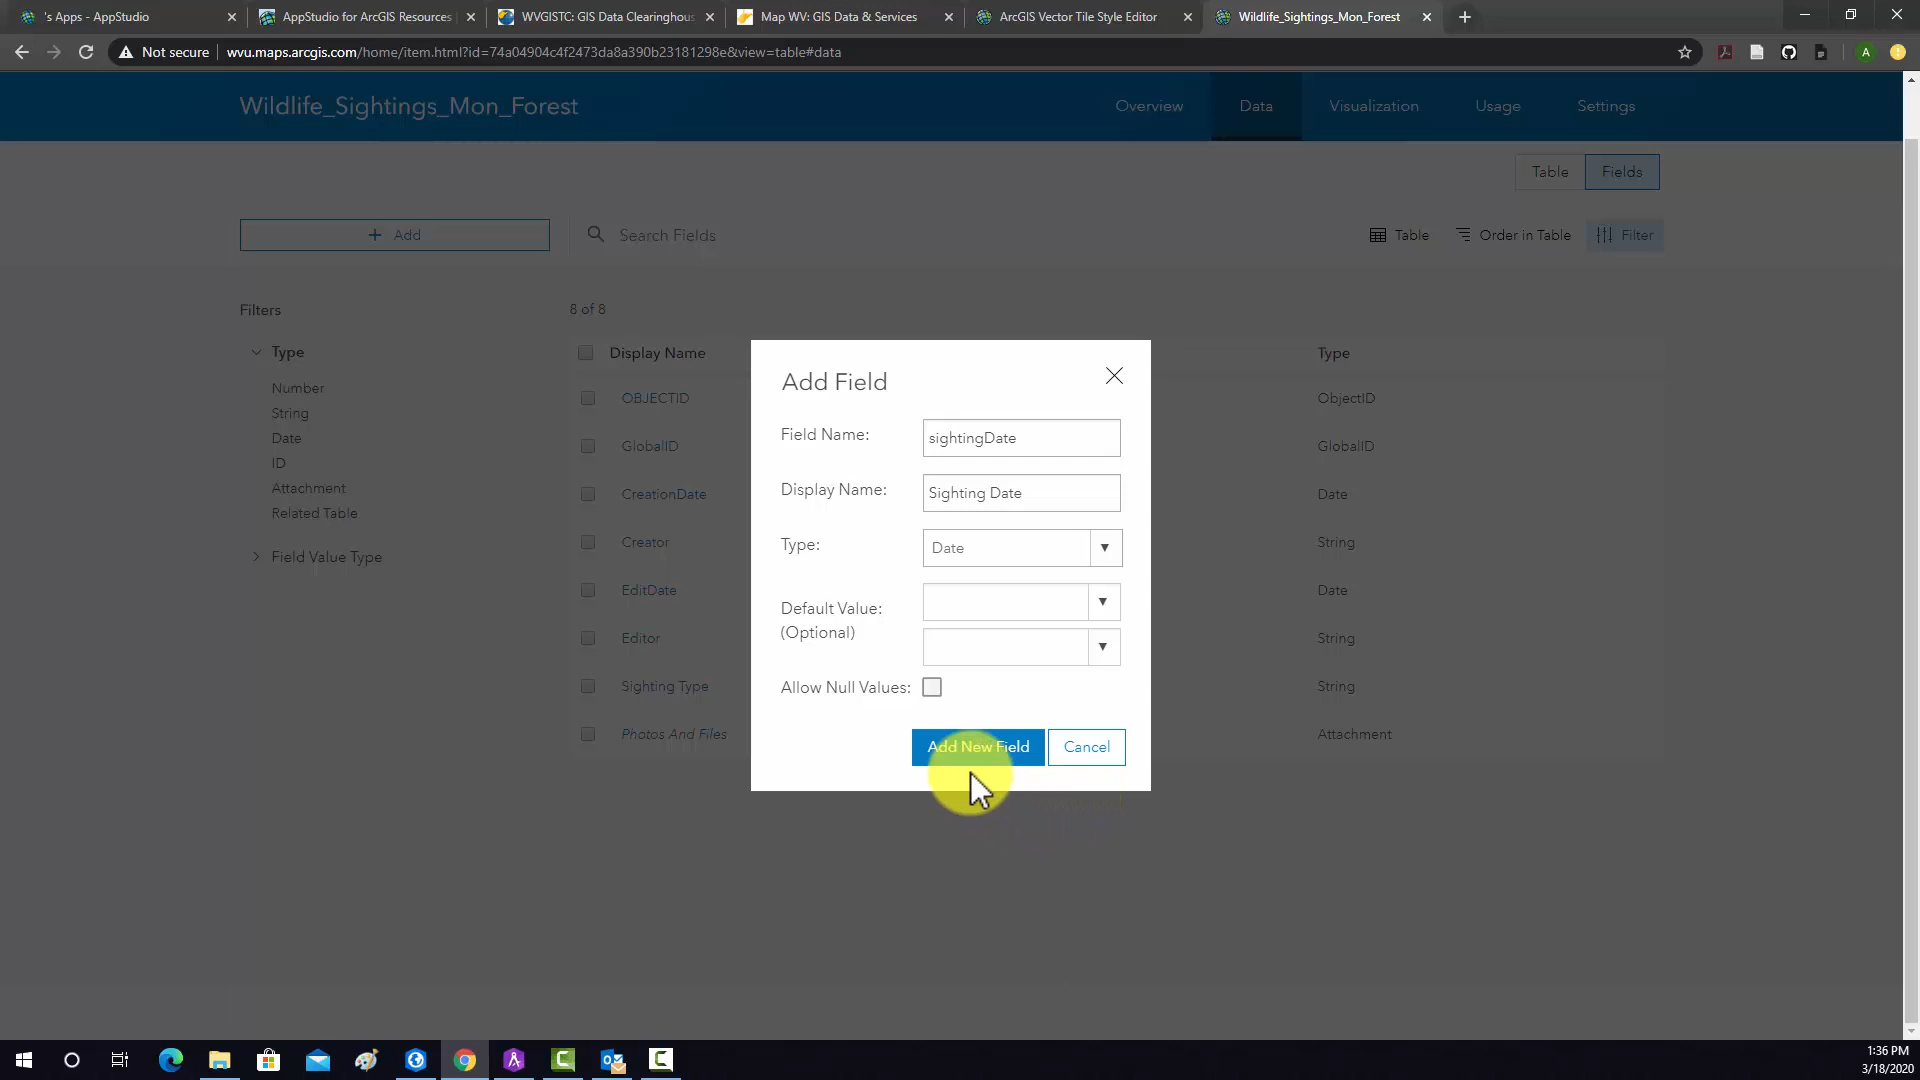 's Apps - AppStudio
AppStudio for ArcGIS Resources
WVGISTC: GIS Data Clearinghous
Map WV: GIS Data & Services
ArcGIS Vector Tile Style Editor
Wildlife_Sightings_Mon_Forest
Not secure
wvu.maps.arcgis.com/home/item.html?id=74a04904c4f2473da8a390b23181298e&view=table#data
A
Wildlife_Sightings_Mon_Forest
Overview
Data
Visualization
Usage
Settings
Table
Fields
+ Add
Search Fields
Table
Order in Table
Filter
Filters
8 of 8
Type
Display Name
Type
Number
String
Date
ID
Attachment
Related Table
Field Value Type
OBJECTID
ObjectID
GlobalID
GlobalID
CreationDate
Date
Creator
String
EditDate
Date
Editor
String
Sighting Type
String
Photos And Files
Attachment
Add Field
Field Name:
sightingDate
Display Name:
Sighting Date
Type:
Date
Default Value:
(Optional)
Allow Null Values:
Add New Field
Cancel
1:36 PM
3/18/2020